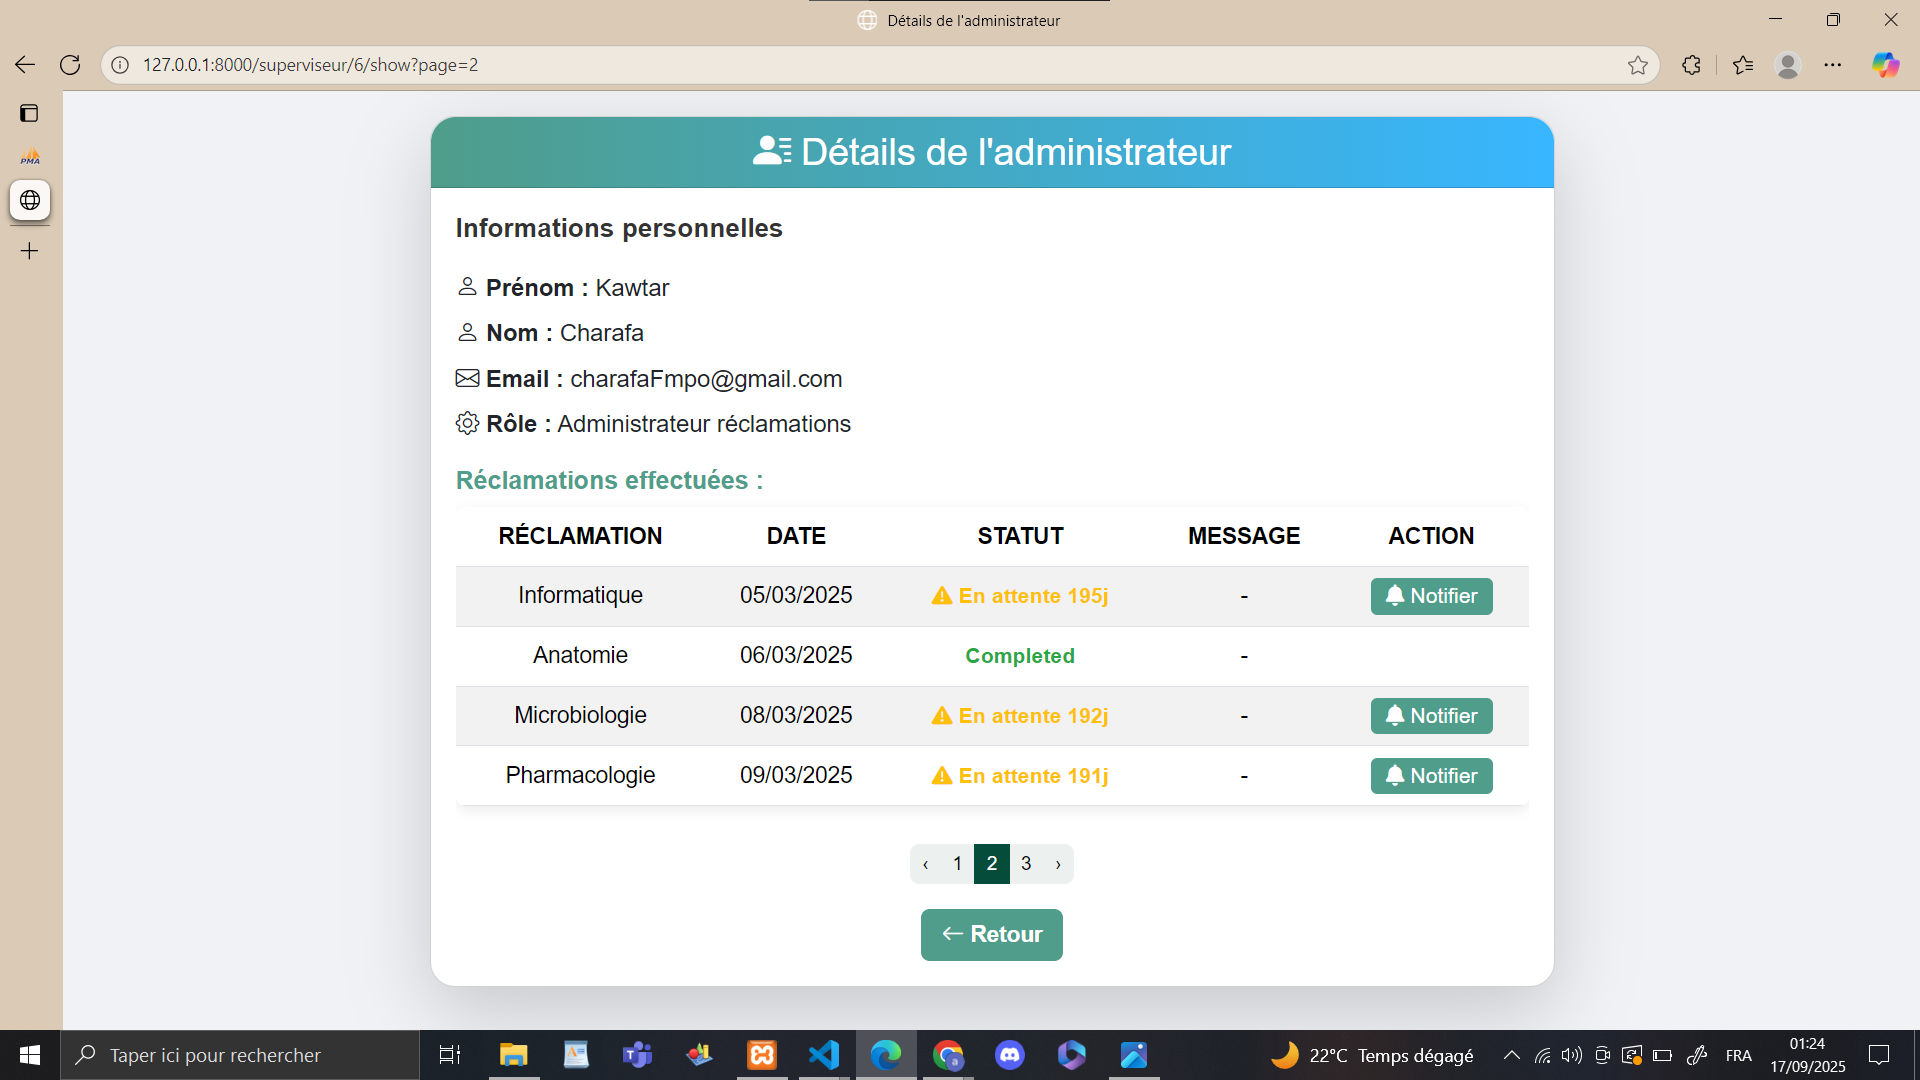 Détails de l'administrateur
127.0.0.1:8000/superviseur/6/show?page=2
PMA
Détails de l'administrateur
Informations personnelles
Prénom : Kawtar
Nom : Charafa
Email : charafaFmpo@gmail.com
Rôle : Administrateur réclamations
Réclamations effectuées :
RÉCLAMATION DATE STATUT MESSAGE ACTION
Informatique 05/03/2025 En attente 195j - Notifier
Anatomie 06/03/2025 Completed -
Microbiologie 08/03/2025 En attente 192j - Notifier
Pharmacologie 09/03/2025 En attente 191j - Notifier
‹ 1 2 3 ›
← Retour
Taper ici pour rechercher
22°C Temps dégagé
FRA
01:24
17/09/2025